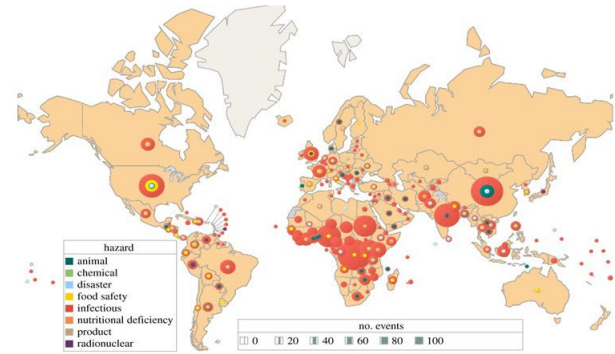 hazard
animal
chemical
disaster
food safety
infectious
nutritional deficiency
product
radionuclear
no. events
0 20 40 60 80 100